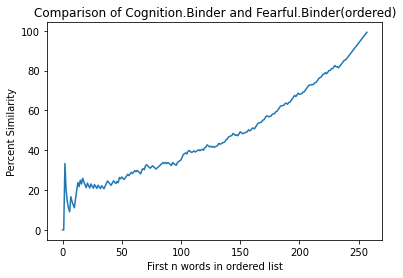 Comparison of Cognition.Binder and Fearful.Binder(ordered)
100
80
60
40
20
0
Percent Similarity
0 50 100 150 200 250
First n words in ordered list